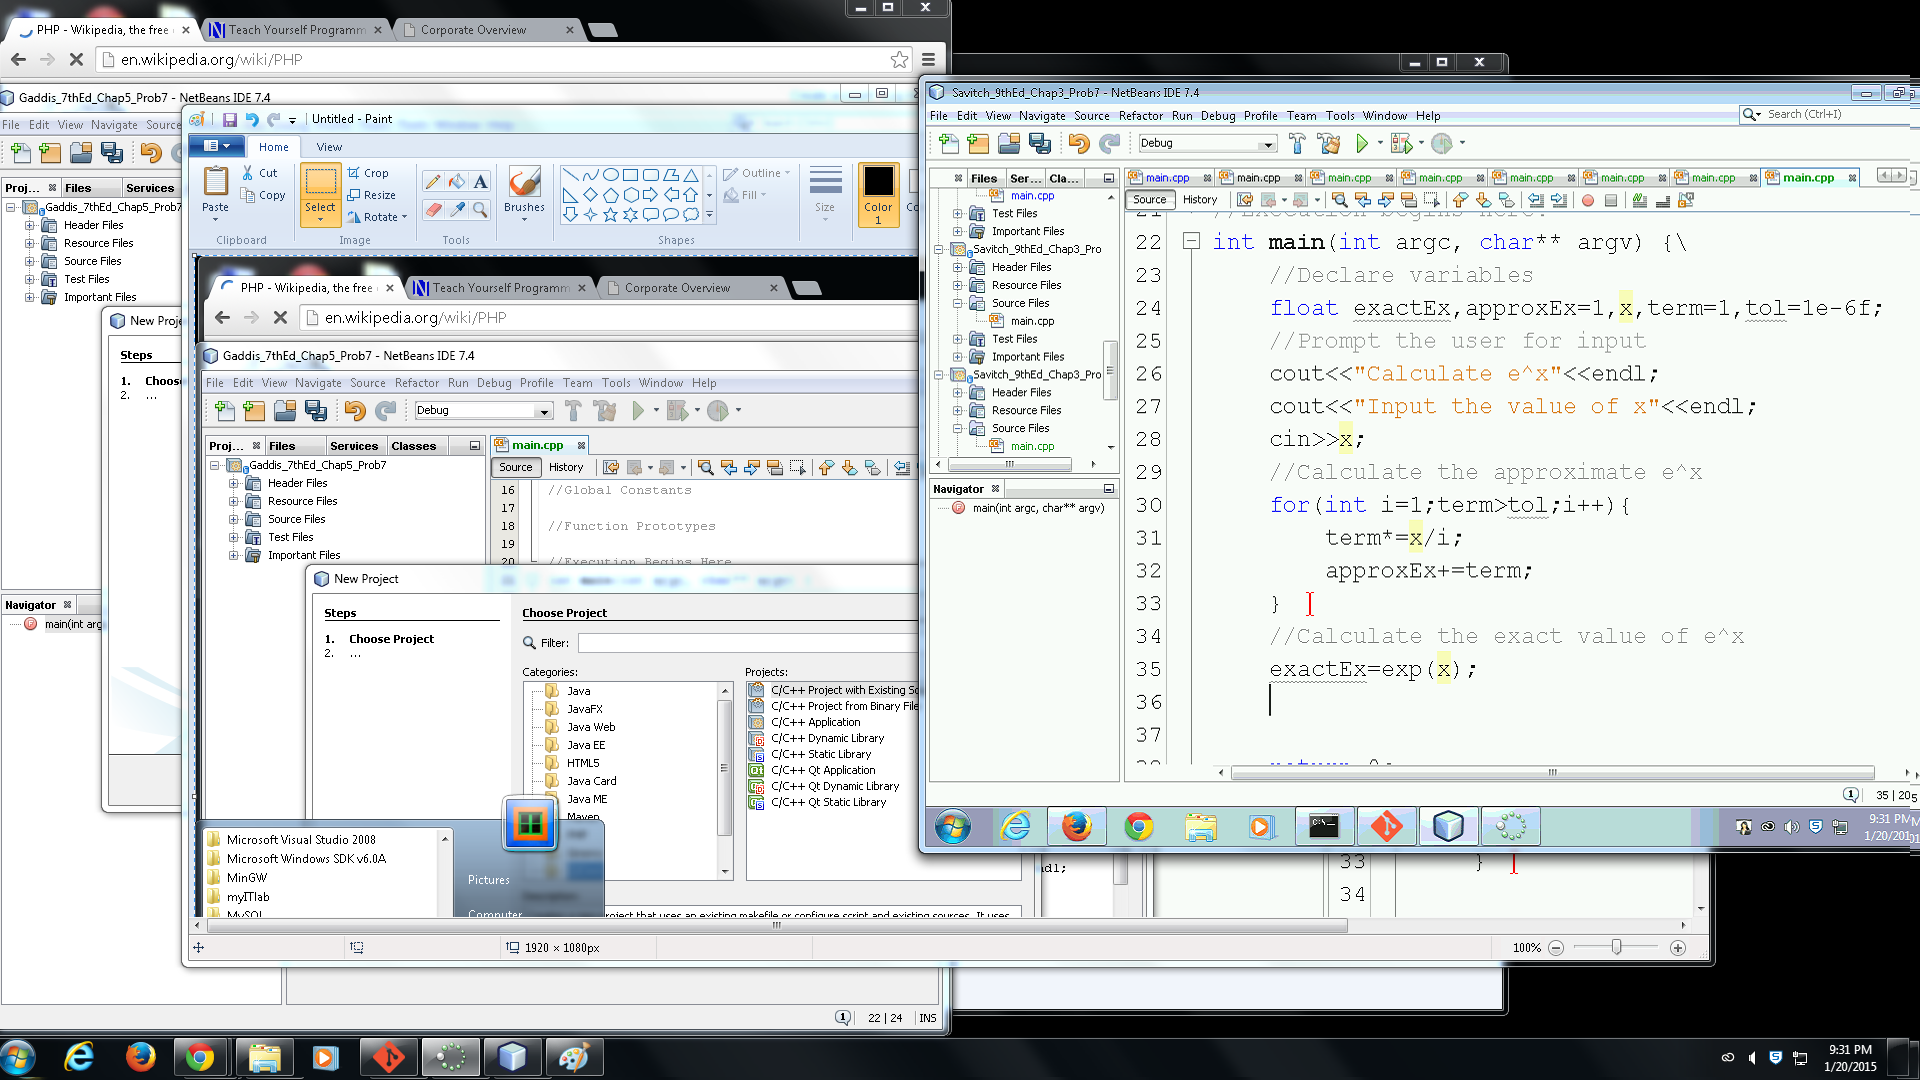 PHP - Wikipedia, the free
Teach Yourself Programm
Corporate Overview
en.wikipedia.org/wiki/PHP
Gaddis_7thEd_Chap5_Prob7 - NetBeans IDE 7.4
File Edit View Navigate Source
Proj... Files Services
Gaddis_7thEd_Chap5_Prob7
Header Files
Resource Files
Source Files
Test Files
Important Files
New Proje
Steps
1. Choos
2. ...
Navigator
main(int arg
22 | 24 INS
Untitled - Paint
Home View
Paste
Cut
Copy
Clipboard
Select
Crop
Resize
Rotate
Image
Tools
Brushes
Shapes
Outline
Fill
Size
Color
1
PHP - Wikipedia, the free
Teach Yourself Programm
Corporate Overview
en.wikipedia.org/wiki/PHP
Gaddis_7thEd_Chap5_Prob7 - NetBeans IDE 7.4
File Edit View Navigate Source Refactor Run Debug Profile Team Tools Window Help
Debug
Proj... Files Services Classes
main.cpp
Source History
Gaddis_7thEd_Chap5_Prob7
Header Files
Resource Files
Source Files
Test Files
Important Files
16 //Global Constants
17
18 //Function Prototypes
19
20 //Execution Begins Here
New Project
Steps
1. Choose Project
2. ...
Choose Project
Filter:
Categories:
Java
JavaFX
Java Web
Java EE
HTML5
Java Card
Java ME
Maven
Projects:
C/C++ Project with Existing So
C/C++ Project from Binary File
C/C++ Application
C/C++ Dynamic Library
C/C++ Static Library
C/C++ Qt Application
C/C++ Qt Dynamic Library
C/C++ Qt Static Library
Microsoft Visual Studio 2008
Microsoft Windows SDK v6.0A
MinGW
myITlab
MySQL
Pictures
Computer
roject that uses an existing makefile or configure script and existing sources. It uses
1920 × 1080px
100%
Savitch_9thEd_Chap3_Prob7 - NetBeans IDE 7.4
File Edit View Navigate Source Refactor Run Debug Profile Team Tools Window Help
Search (Ctrl+I)
Debug
Files Ser... Cla...
main.cpp main.cpp main.cpp main.cpp main.cpp main.cpp main.cpp main.cpp
Source History
main.cpp
Test Files
Important Files
Savitch_9thEd_Chap3_Pro
Header Files
Resource Files
Source Files
main.cpp
Test Files
Important Files
Savitch_9thEd_Chap3_Pro
Header Files
Resource Files
Source Files
main.cpp
Navigator
main(int argc, char** argv)
21 //Execution begins here!
22 int main(int argc, char** argv) {\
23 //Declare variables
24 float exactEx,approxEx=1,x,term=1,tol=1e-6f;
25 //Prompt the user for input
26 cout<<"Calculate e^x"<<endl;
27 cout<<"Input the value of x"<<endl;
28 cin>>x;
29 //Calculate the approximate e^x
30 for(int i=1;term>tol;i++){
31 term*=x/i;
32 approxEx+=term;
33 }
34 //Calculate the exact value of e^x
35 exactEx=exp(x);
36
37
38 return 0;
35 | 20
9:31 PM
1/20/20
dl;
33 }
34
9:31 PM
1/20/2015